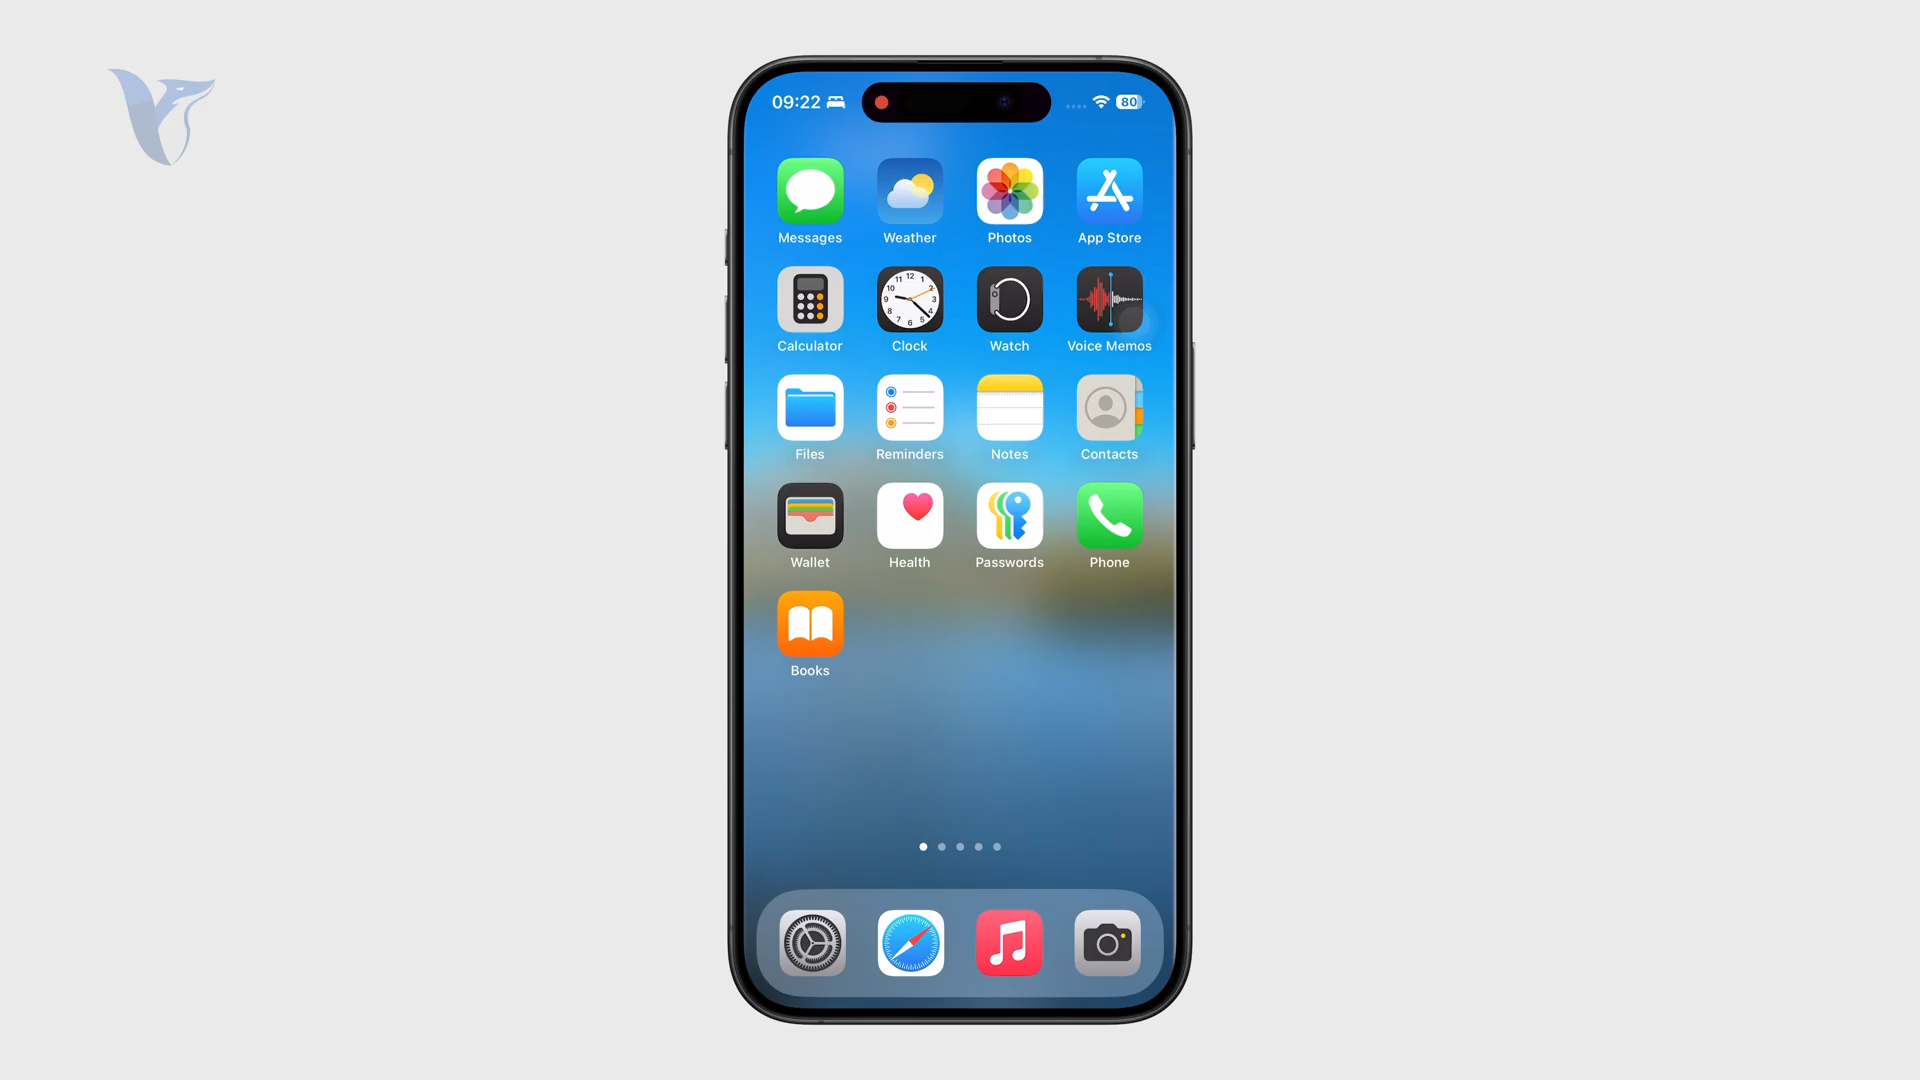 09:22 80
Messages Weather Photos App Store
Calculator Clock Watch Voice Memos
Files Reminders Notes Contacts
Wallet Health Passwords Phone
Books